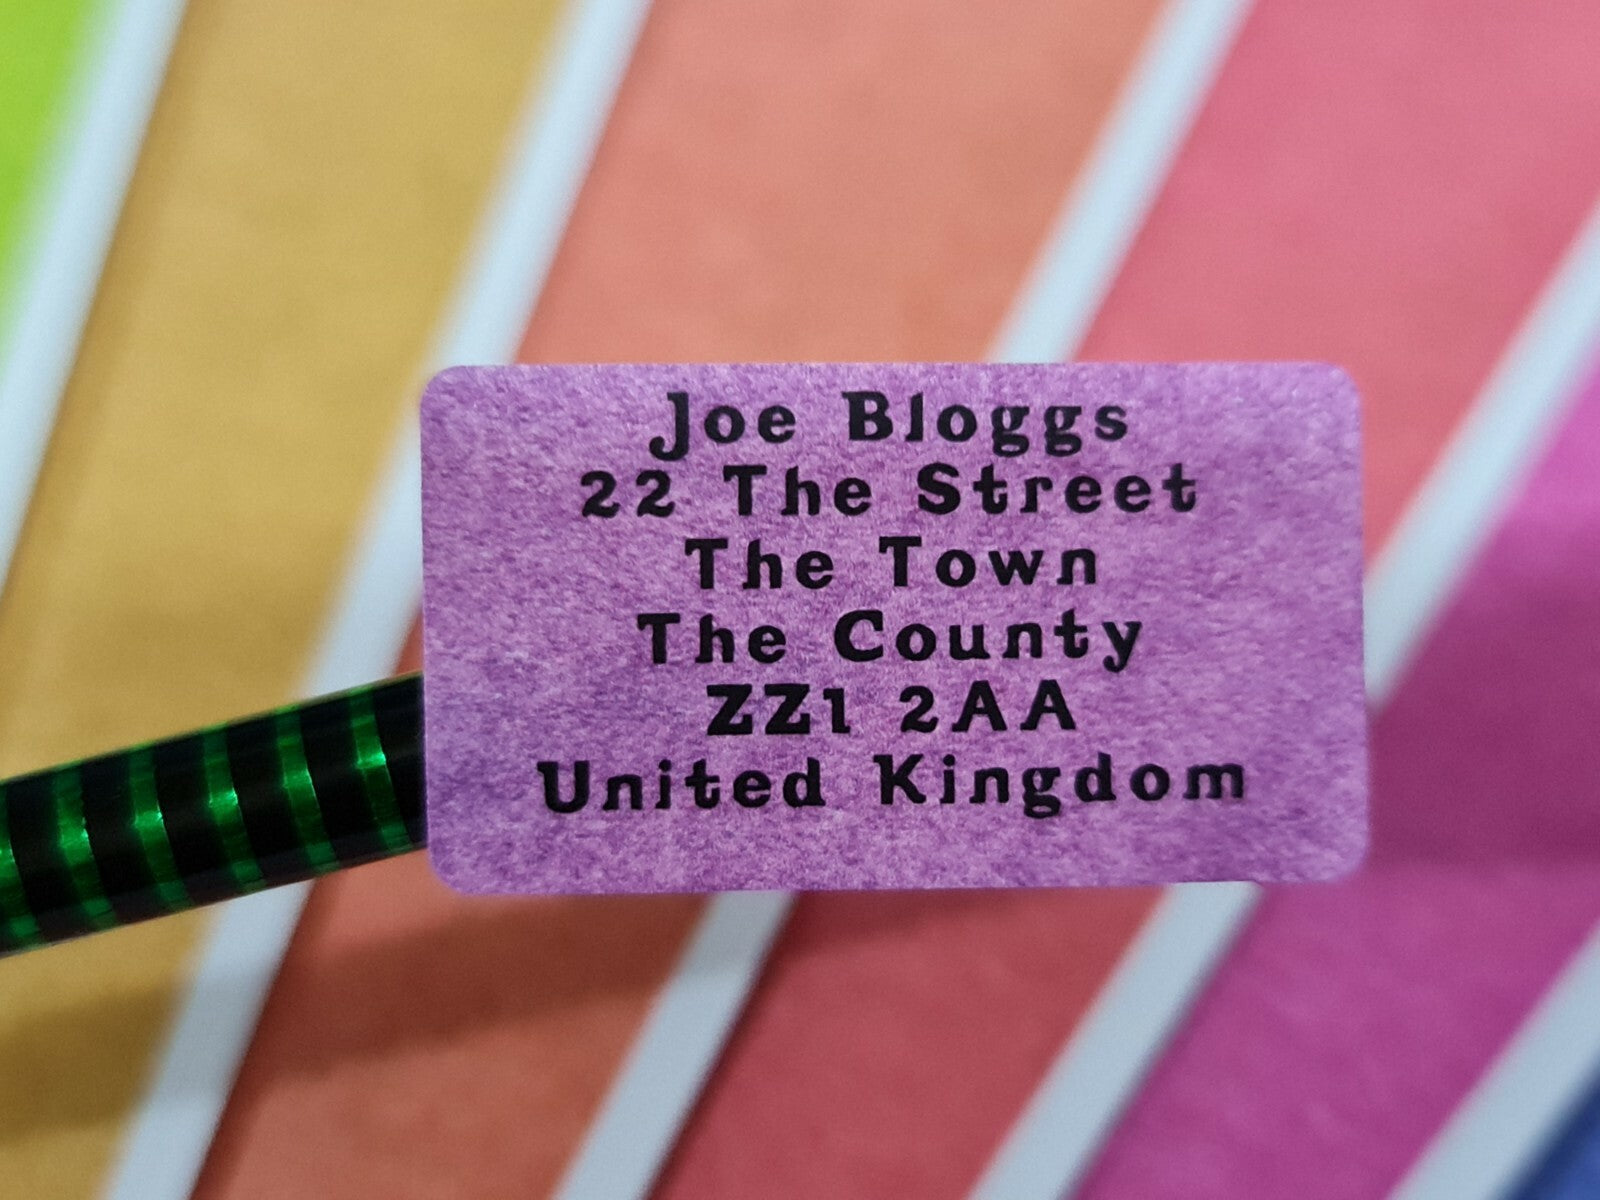 Joe Bloggs
22 The Street
The Town
The County
ZZ1 2AA
United Kingdom